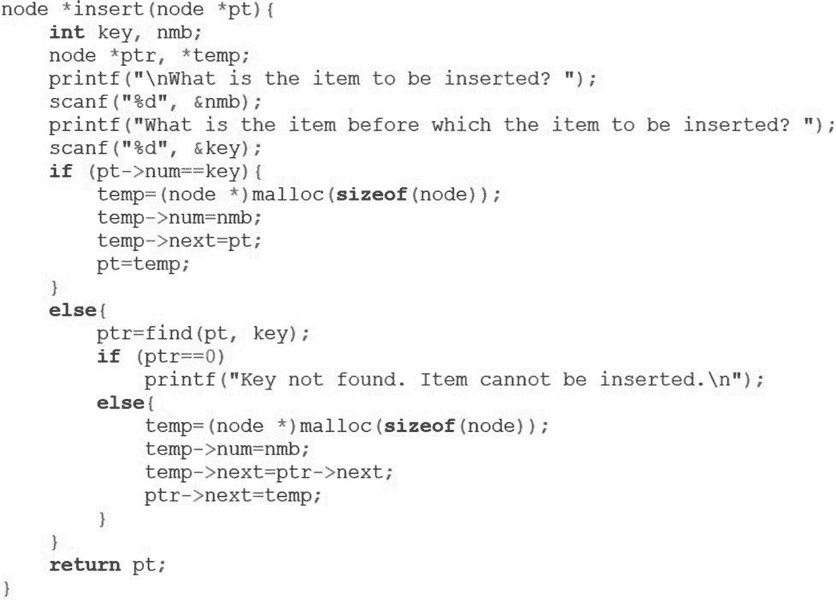 node *insert(node *pt){
    int key, nmb;
    node *ptr, *temp;
    printf("\nWhat is the item to be inserted? ");
    scanf("%d", &nmb);
    printf("What is the item before which the item to be inserted? ");
    scanf("%d", &key);
    if (pt->num==key){
        temp=(node *)malloc(sizeof(node));
        temp->num=nmb;
        temp->next=pt;
        pt=temp;
    }
    else{
        ptr=find(pt, key);
        if (ptr==0)
            printf("Key not found. Item cannot be inserted.\n");
        else{
            temp=(node *)malloc(sizeof(node));
            temp->num=nmb;
            temp->next=ptr->next;
            ptr->next=temp;
        }
    }
    return pt;
}